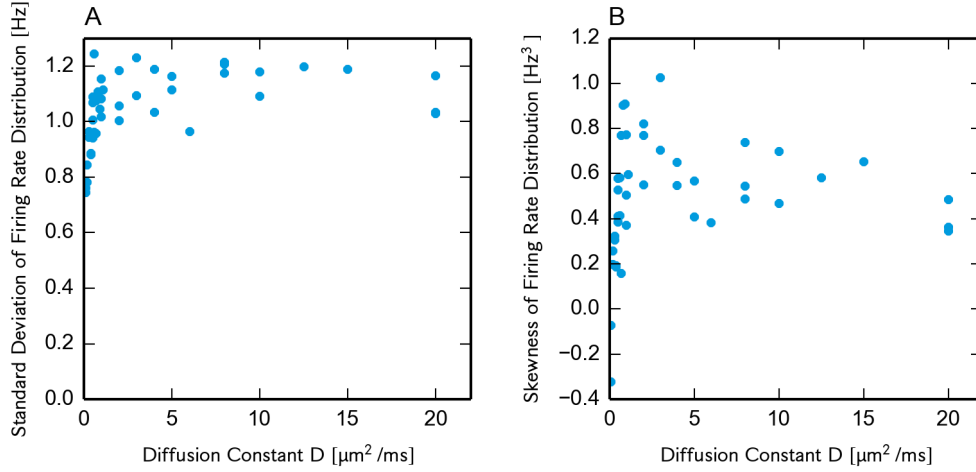 A
Standard Deviation of Firing Rate Distribution [Hz]
1.4
1.2
1.0
0.8
0.6
0.4
0.2
0.0
0 5 10 15 20
Diffusion Constant D [µm²/ms]
B
Skewness of Firing Rate Distribution [Hz³]
1.2
1.0
0.8
0.6
0.4
0.2
0.0
−0.2
−0.4
0 5 10 15 20
Diffusion Constant D [µm²/ms]